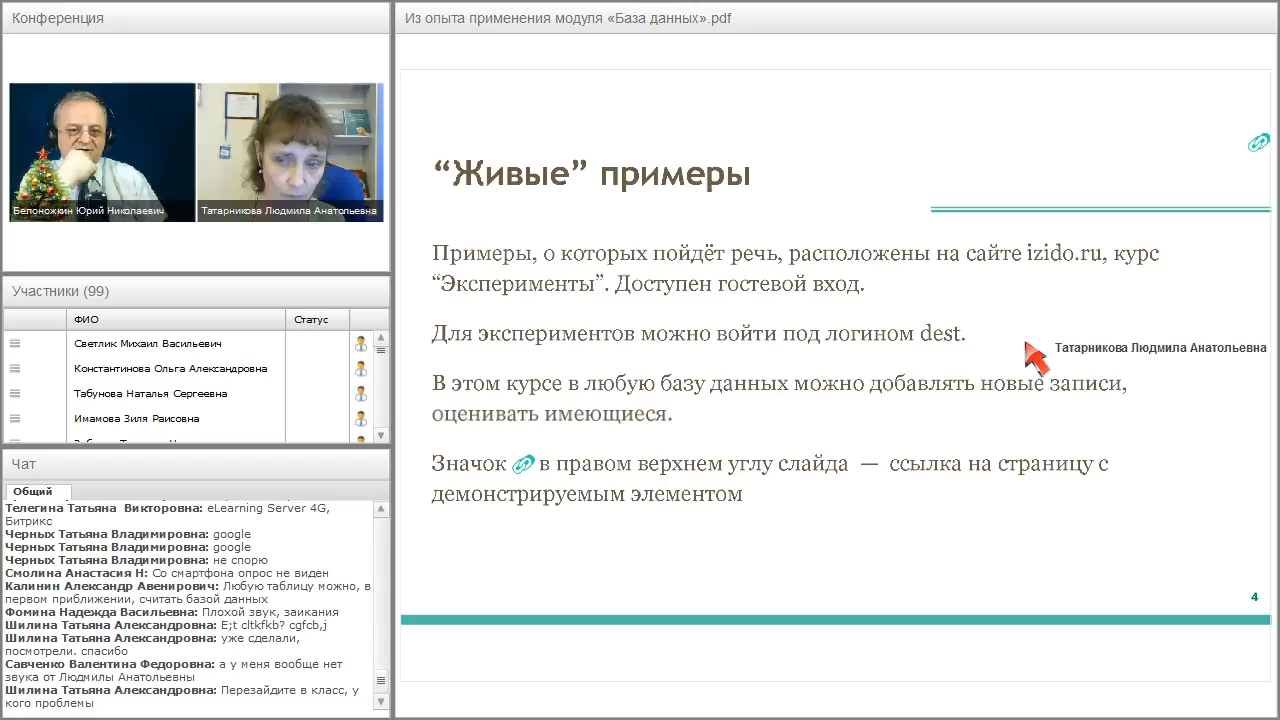 Конференция
Белоножкин Юрий Николаевич
Татарникова Людмила Анатольевна
Участники (99)
ФИО
Статус
Светлик Михаил Васильевич
Константинова Ольга Александровна
Табунова Наталья Сергеевна
Имамова Зиля Раисовна
Чат
Общий
Телегина Татьяна Викторовна: eLearning Server 4G,
Битрикс
Черных Татьяна Владимировна: google
Черных Татьяна Владимировна: google
Черных Татьяна Владимировна: не спорю
Смолина Анастасия Н: Со смартфона опрос не виден
Калинин Александр Авенирович: Любую таблицу можно, в
первом приближении, считать базой данных
Фомина Надежда Васильевна: Плохой звук, заикания
Шилина Татьяна Александровна: E;t cltkfkb? cgfcb,j
Шилина Татьяна Александровна: уже сделали,
посмотрели. спасибо
Савченко Валентина Федоровна: а у меня вообще нет
звука от Людмилы Анатольевны
Шилина Татьяна Александровна: Перезайдите в класс, у
кого проблемы
Из опыта применения модуля «База данных».pdf
“Живые” примеры
Примеры, о которых пойдёт речь, расположены на сайте izido.ru, курс
“Эксперименты”. Доступен гостевой вход.
Для экспериментов можно войти под логином dest.
Татарникова Людмила Анатольевна
В этом курсе в любую базу данных можно добавлять новые записи,
оценивать имеющиеся.
Значок в правом верхнем углу слайда — ссылка на страницу с
демонстрируемым элементом
4